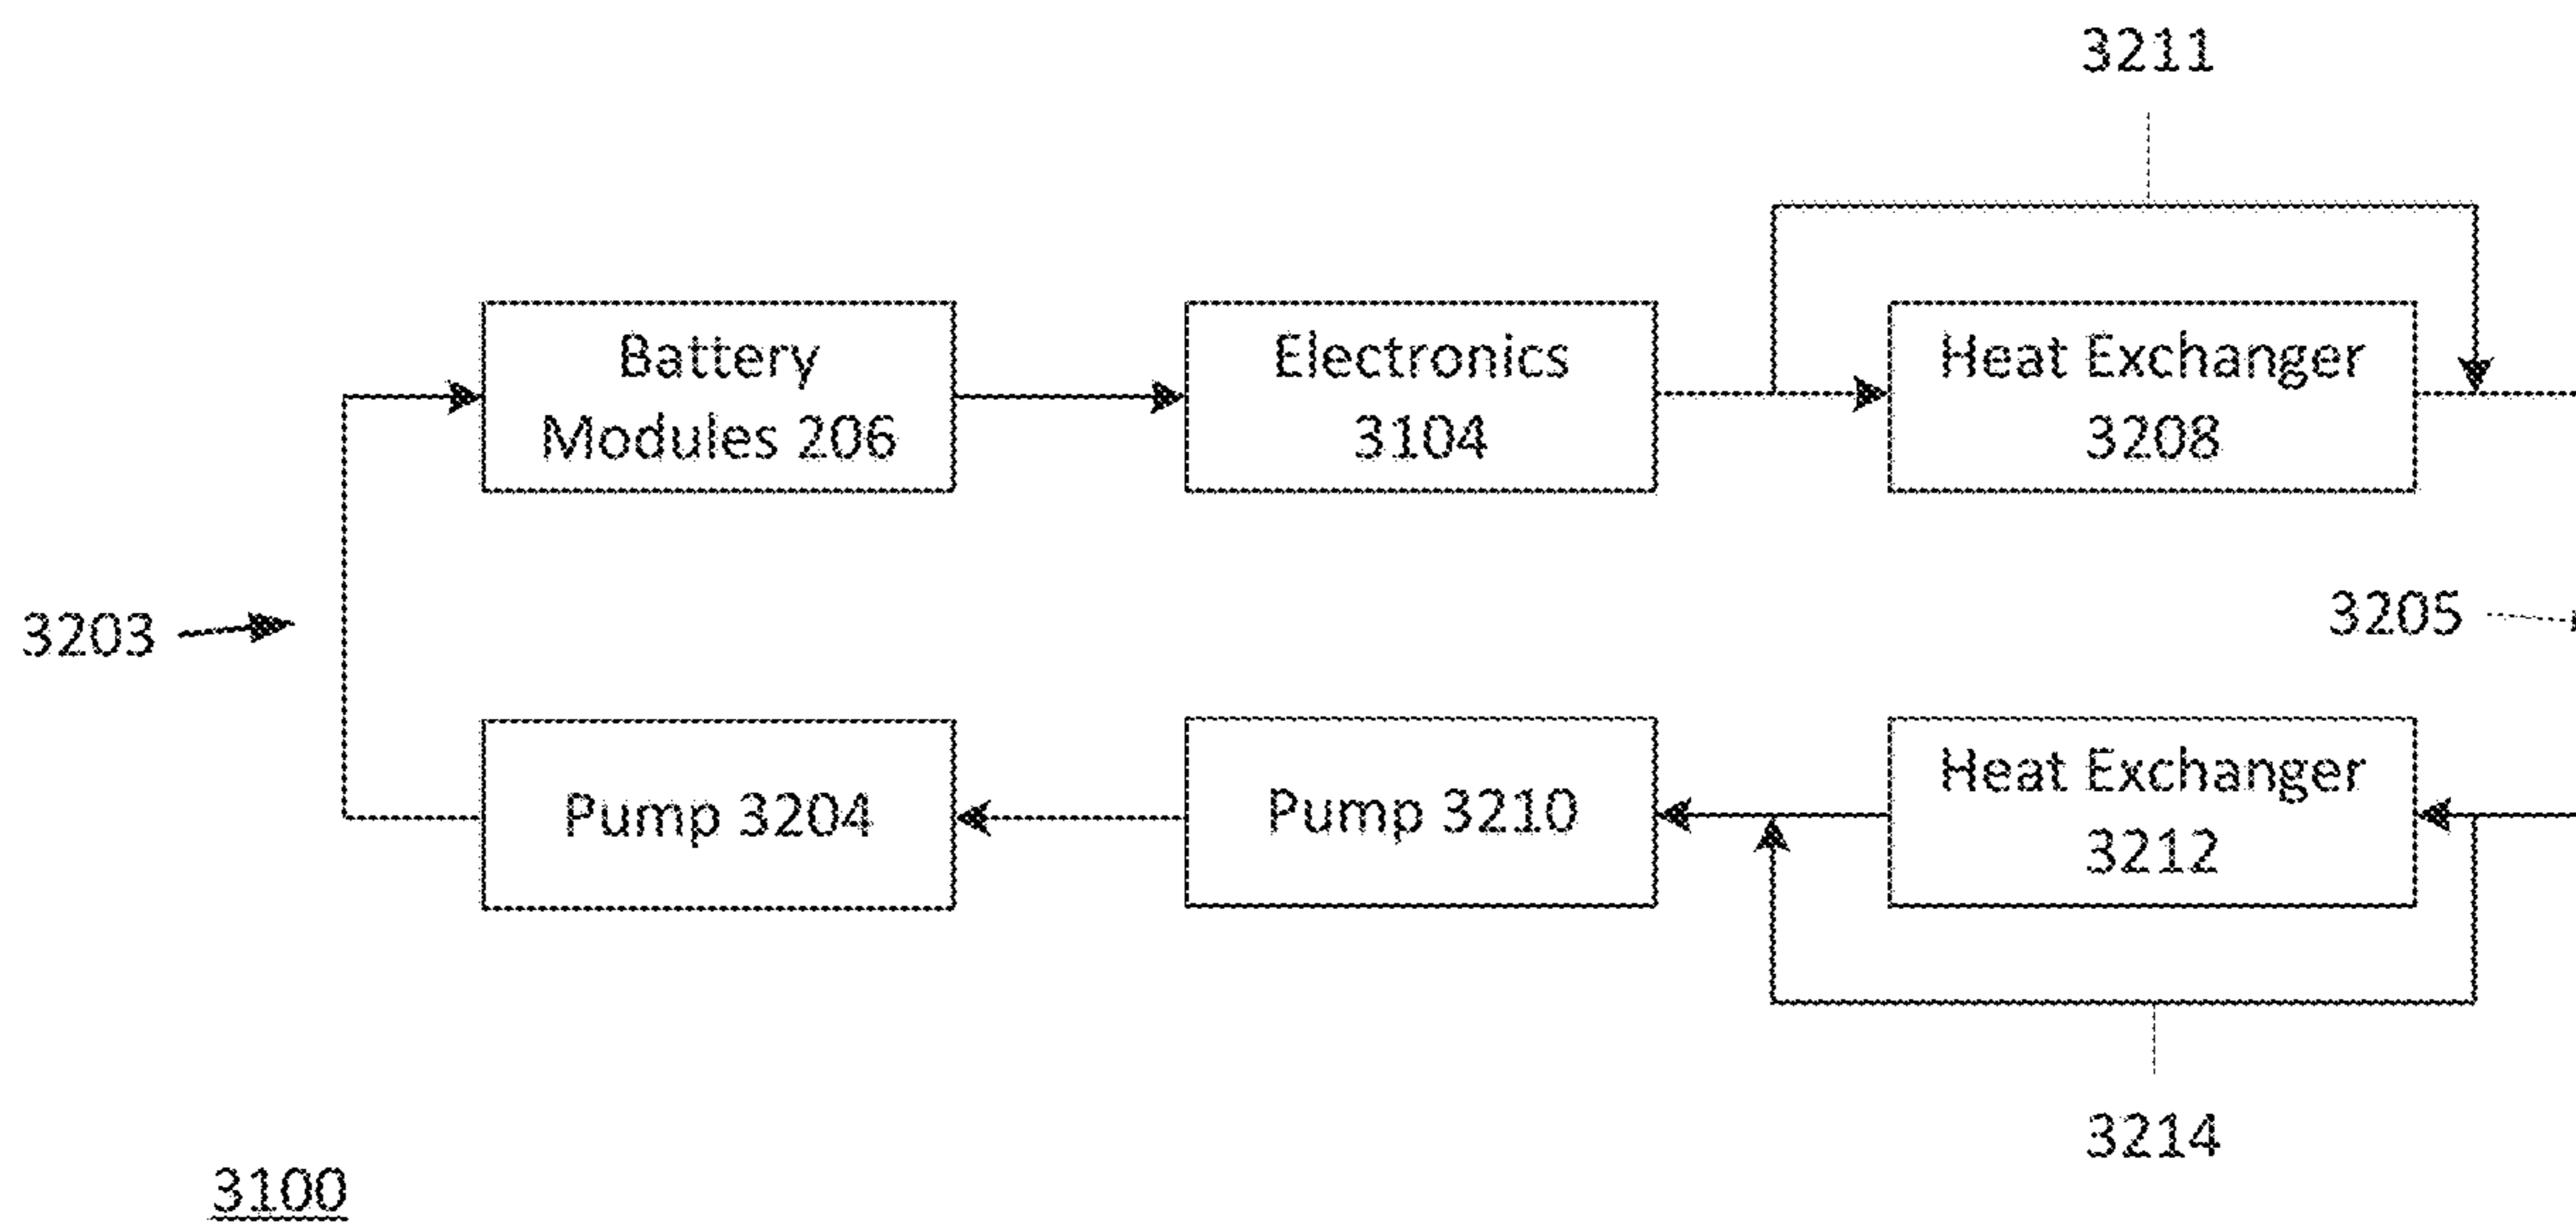 3211
Battery
Modules 206
Electronics
3104
Heat Exchanger
3208
3203
3205
Pump 3204
Pump 3210
Heat Exchanger
3212
3214
3100